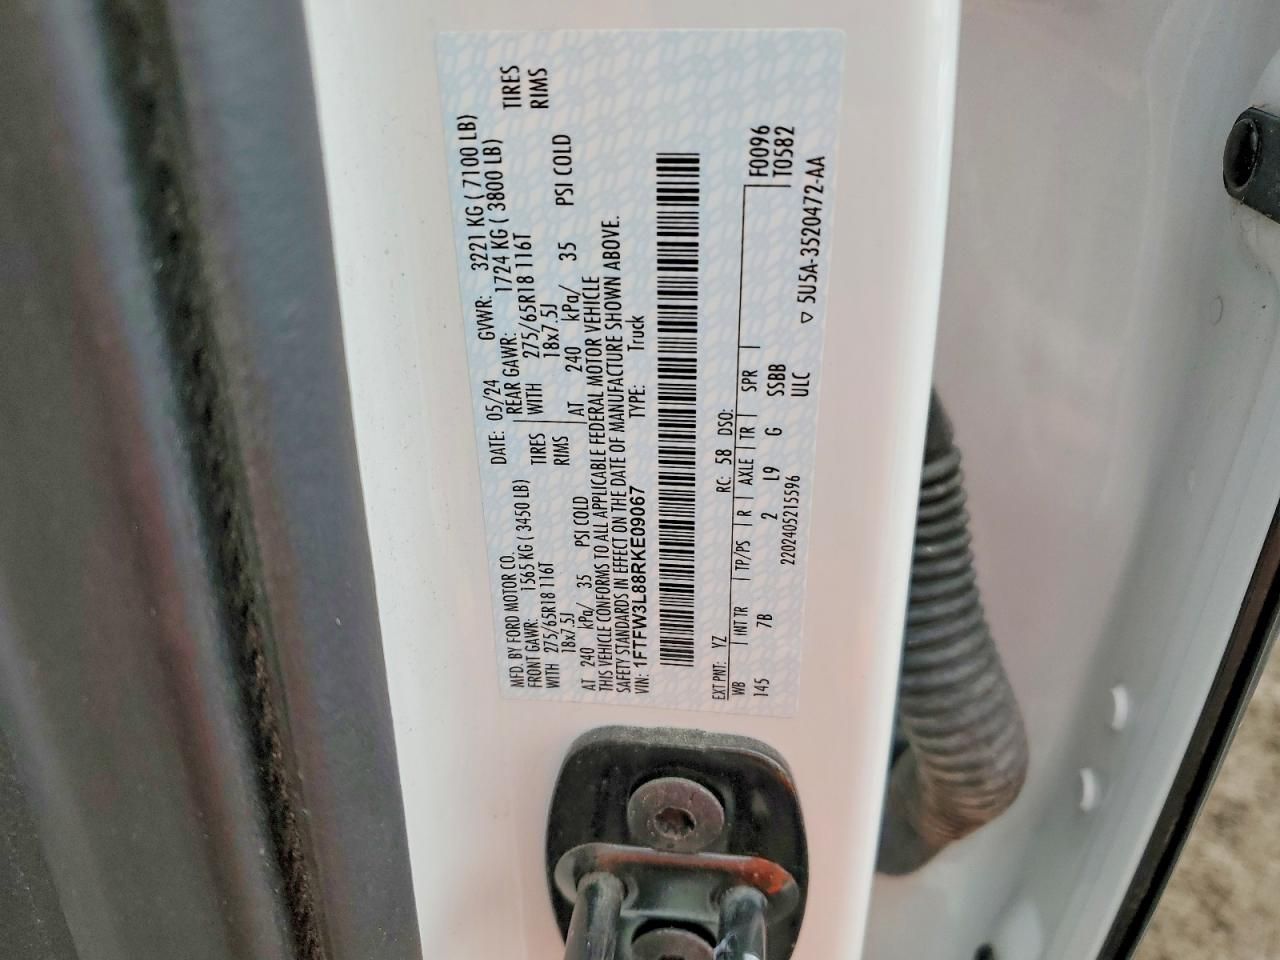 MFD. BY FORD MOTOR CO.
DATE: 05/24 GVWR: 3221 KG ( 7100 LB)
FRONT GAWR: 1565 KG ( 3450 LB)
REAR GAWR: 1724 KG ( 3800 LB)
WITH 275/65R18 116T TIRES
WITH 275/65R18 116T TIRES
18x7.5J RIMS
18x7.5J RIMS
AT 240 kPa/ 35 PSI COLD
AT 240 kPa/ 35 PSI COLD
THIS VEHICLE CONFORMS TO ALL APPLICABLE FEDERAL MOTOR VEHICLE
SAFETY STANDARDS IN EFFECT ON THE DATE OF MANUFACTURE SHOWN ABOVE.
VIN: 1FTFW3L88RKE09067 TYPE: Truck
EXT PNT: YZ RC: 58 DSO:
WB INT TR TP/PS R AXLE TR SPR
145 7B 2 L9 G SSBB
F0096
T0582
2202405215596 ULC
▽ 5U5A-3520472-AA